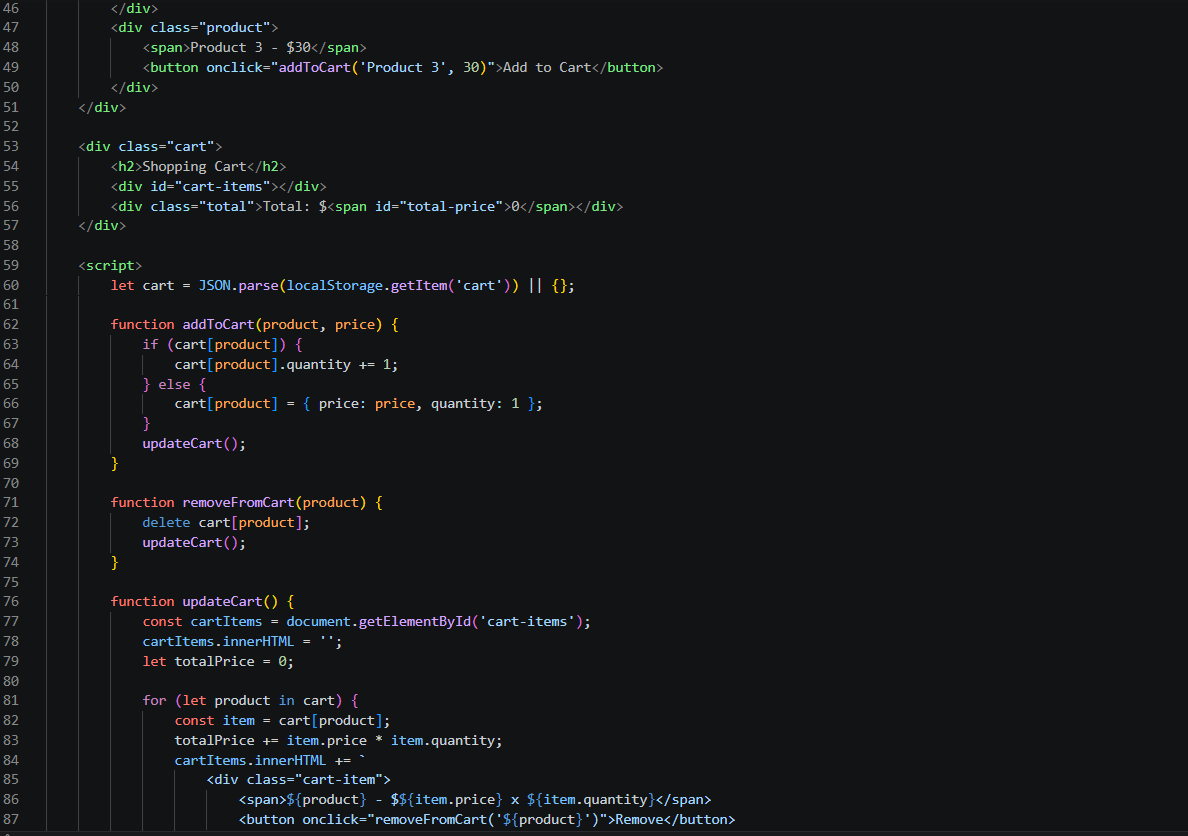 46 </div>
47 <div class="product">
48 <span>Product 3 - $30</span>
49 <button onclick="addToCart('Product 3', 30)">Add to Cart</button>
50 </div>
51 </div>
52
53 <div class="cart">
54 <h2>Shopping Cart</h2>
55 <div id="cart-items"></div>
56 <div class="total">Total: $<span id="total-price">0</span></div>
57 </div>
58
59 <script>
60 let cart = JSON.parse(localStorage.getItem('cart')) || {};
61
62 function addToCart(product, price) {
63 if (cart[product]) {
64 cart[product].quantity += 1;
65 } else {
66 cart[product] = { price: price, quantity: 1 };
67 }
68 updateCart();
69 }
70
71 function removeFromCart(product) {
72 delete cart[product];
73 updateCart();
74 }
75
76 function updateCart() {
77 const cartItems = document.getElementById('cart-items');
78 cartItems.innerHTML = '';
79 let totalPrice = 0;
80
81 for (let product in cart) {
82 const item = cart[product];
83 totalPrice += item.price * item.quantity;
84 cartItems.innerHTML += `
85 <div class="cart-item">
86 <span>${product} - $${item.price} x ${item.quantity}</span>
87 <button onclick="removeFromCart('${product}')">Remove</button>